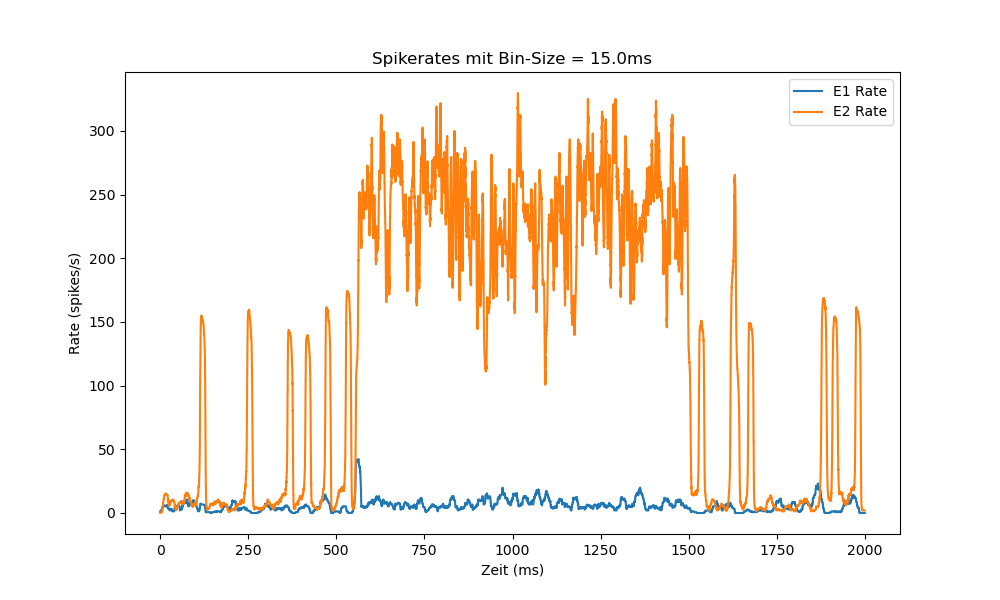 Spikerates mit Bin-Size = 15.0ms
E1 Rate
E2 Rate
Rate (spikes/s)
300
250
200
150
100
50
0
0 250 500 750 1000 1250 1500 1750 2000
Zeit (ms)